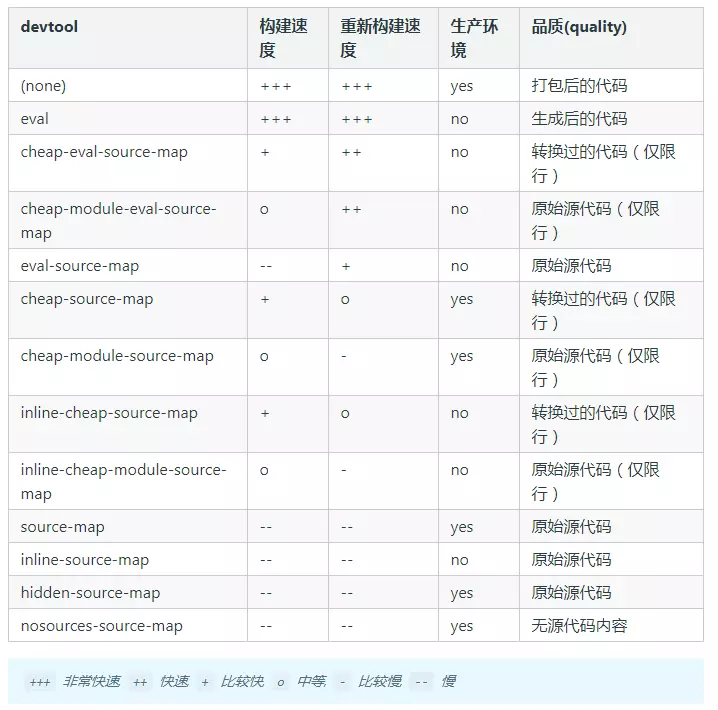 devtool 构建速度 重新构建速度 生产环境 品质(quality)
(none) +++ +++ yes 打包后的代码
eval +++ +++ no 生成后的代码
cheap-eval-source-map + ++ no 转换过的代码（仅限行）
cheap-module-eval-source-map o ++ no 原始源代码（仅限行）
eval-source-map -- + no 原始源代码
cheap-source-map + o yes 转换过的代码（仅限行）
cheap-module-source-map o - yes 原始源代码（仅限行）
inline-cheap-source-map + o no 转换过的代码（仅限行）
inline-cheap-module-source-map o - no 原始源代码（仅限行）
source-map -- -- yes 原始源代码
inline-source-map -- -- no 原始源代码
hidden-source-map -- -- yes 原始源代码
nosources-source-map -- -- yes 无源代码内容
+++ 非常快速, ++ 快速, + 比较快, o 中等, - 比较慢, -- 慢